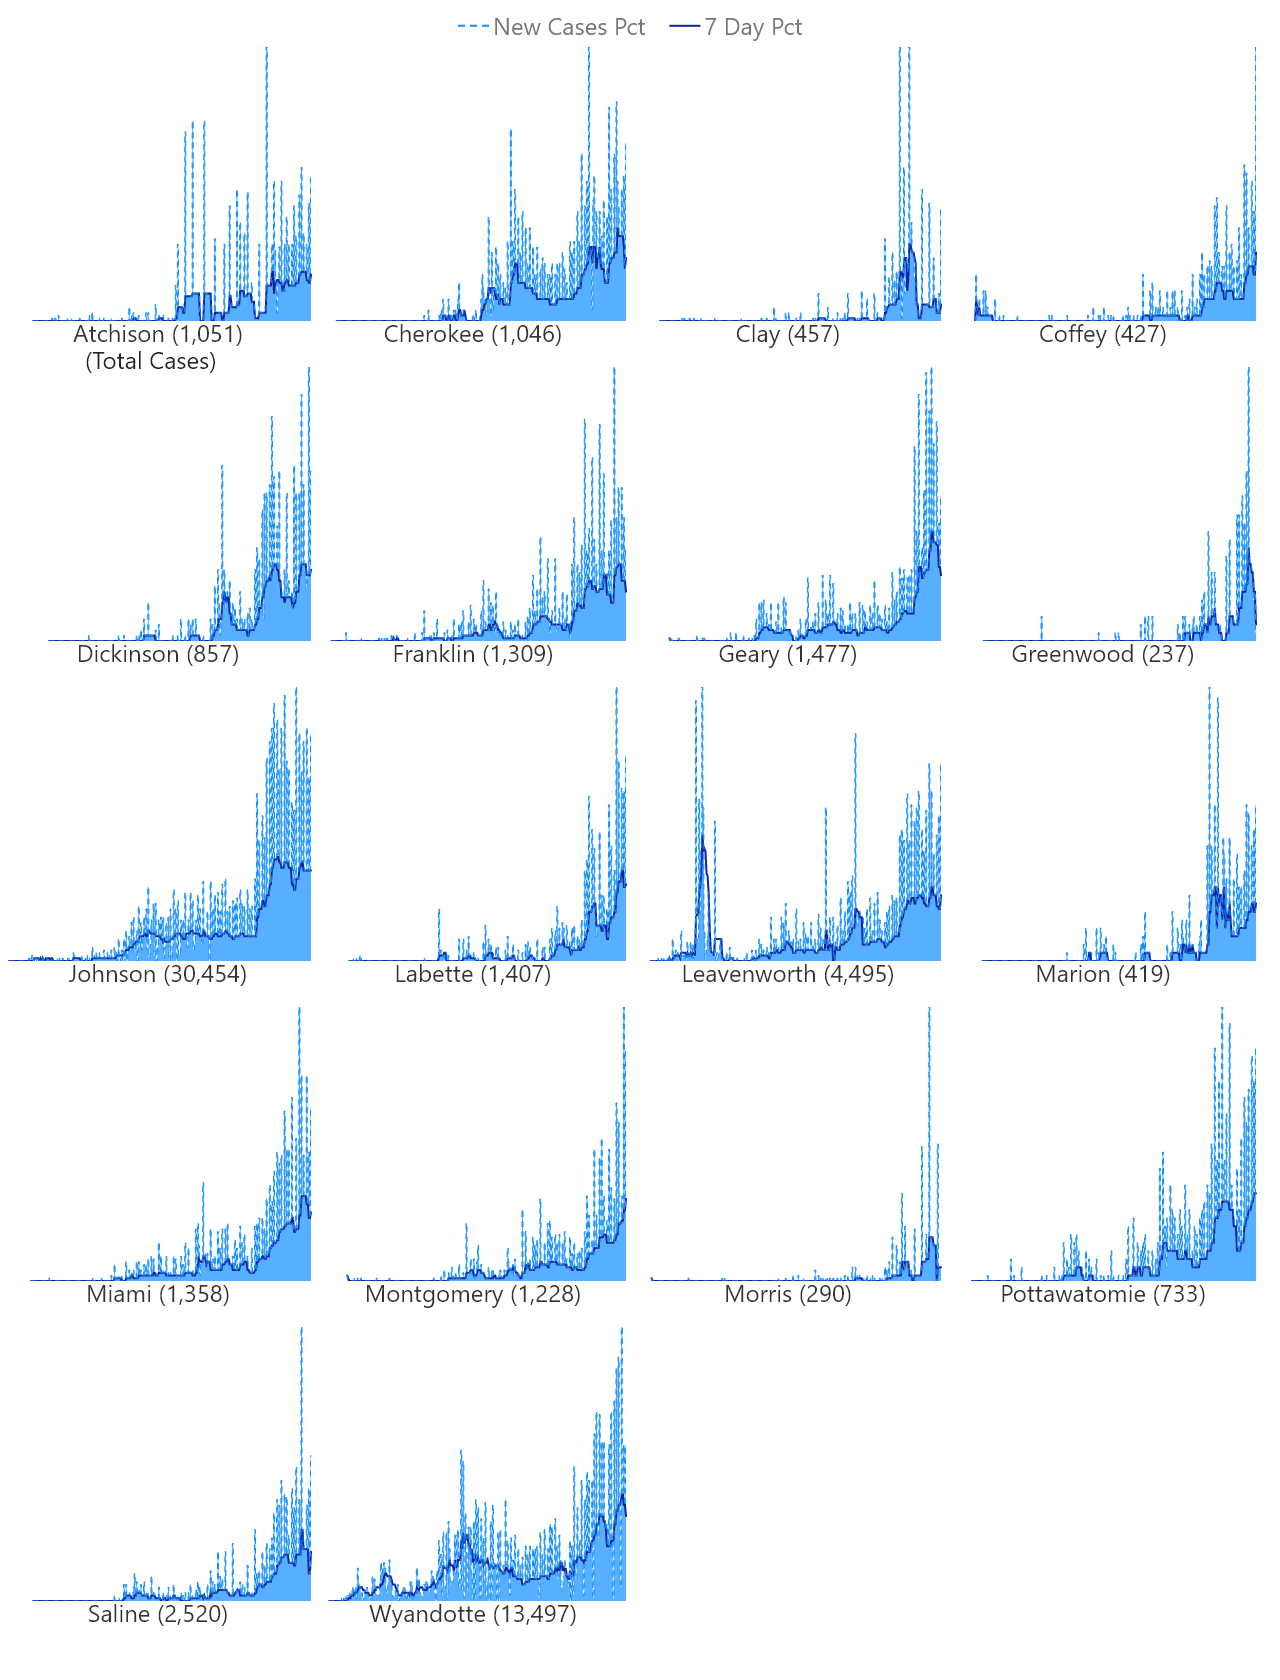 New Cases Pct 7 Day Pct
Atchison (1,051)
(Total Cases)
Cherokee (1,046)
Clay (457)
Coffey (427)
Dickinson (857)
Franklin (1,309)
Geary (1,477)
Greenwood (237)
Johnson (30,454)
Labette (1,407)
Leavenworth (4,495)
Marion (419)
Miami (1,358)
Montgomery (1,228)
Morris (290)
Pottawatomie (733)
Saline (2,520)
Wyandotte (13,497)